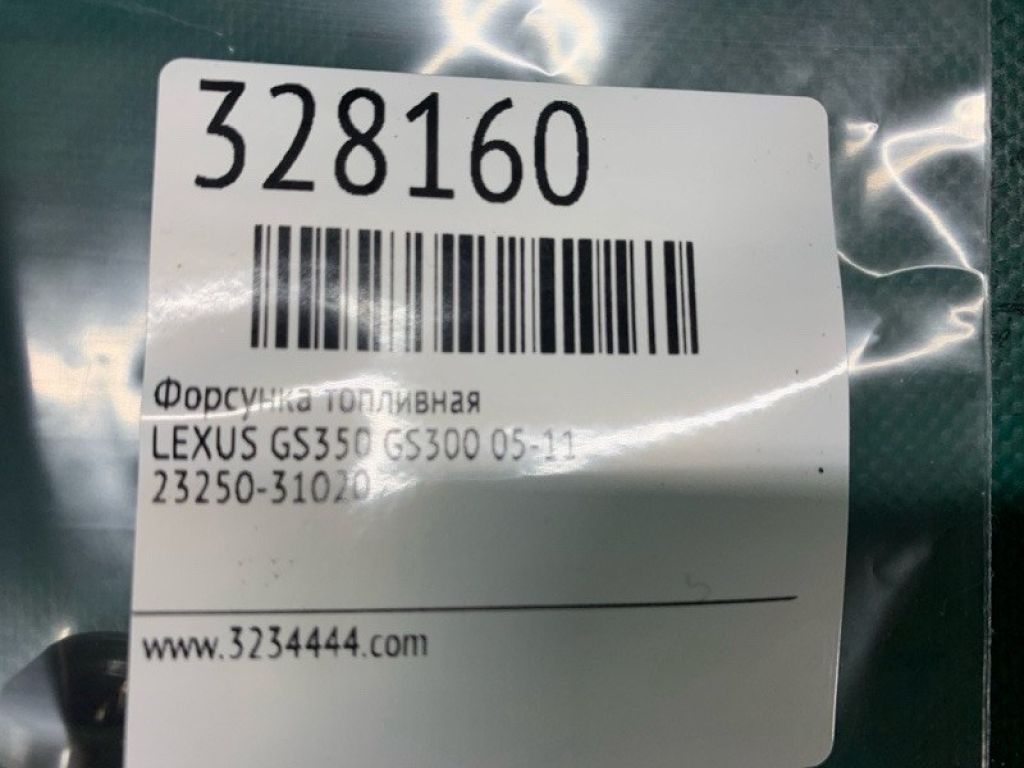 328160
Форсунка топливная
LEXUS GS350 GS300 05-11
23250-31020
www.3234444.com